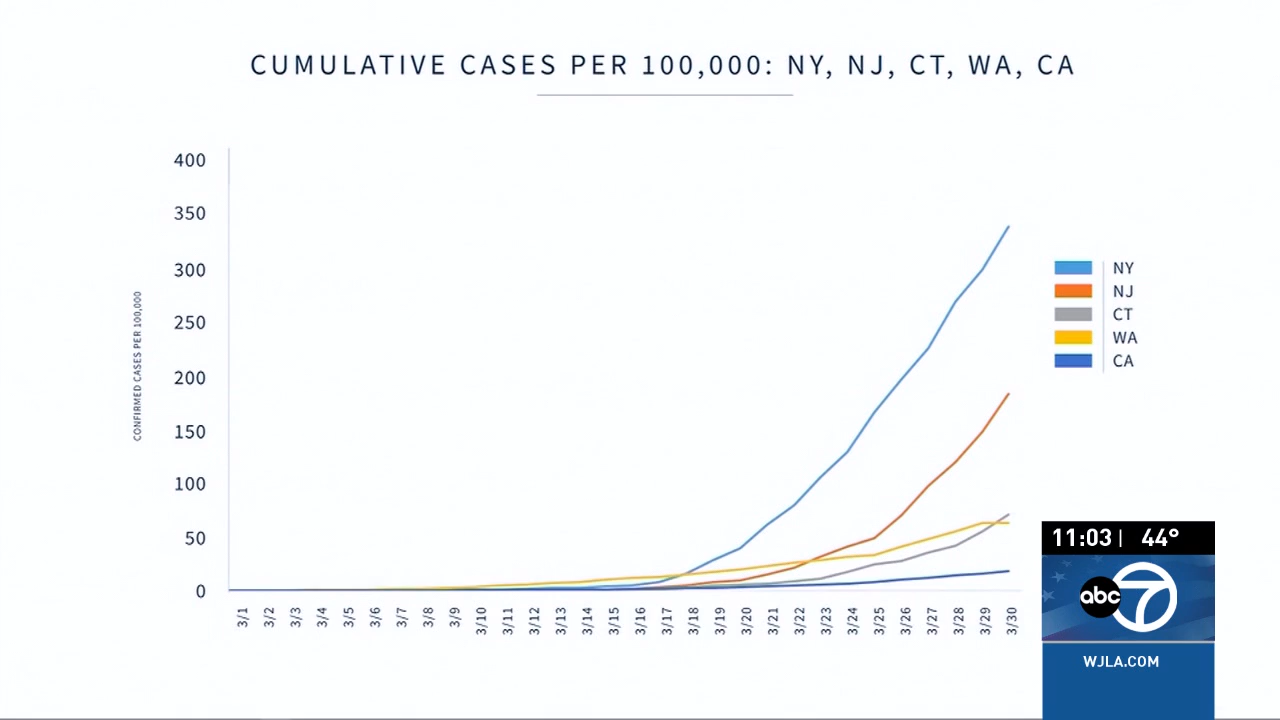 CUMULATIVE CASES PER 100,000: NY, NJ, CT, WA, CA
400
350
300
250
200
150
100
50
0
CONFIRMED CASES PER 100,000
3/1 3/2 3/3 3/4 3/5 3/6 3/7 3/8 3/9 3/10 3/11 3/12 3/13 3/14 3/15 3/16 3/17 3/18 3/19 3/20 3/21 3/22 3/23 3/24 3/25 3/26 3/27 3/28 3/29 3/30
NY
NJ
CT
WA
CA
11:03 | 44°
abc 7
WJLA.COM